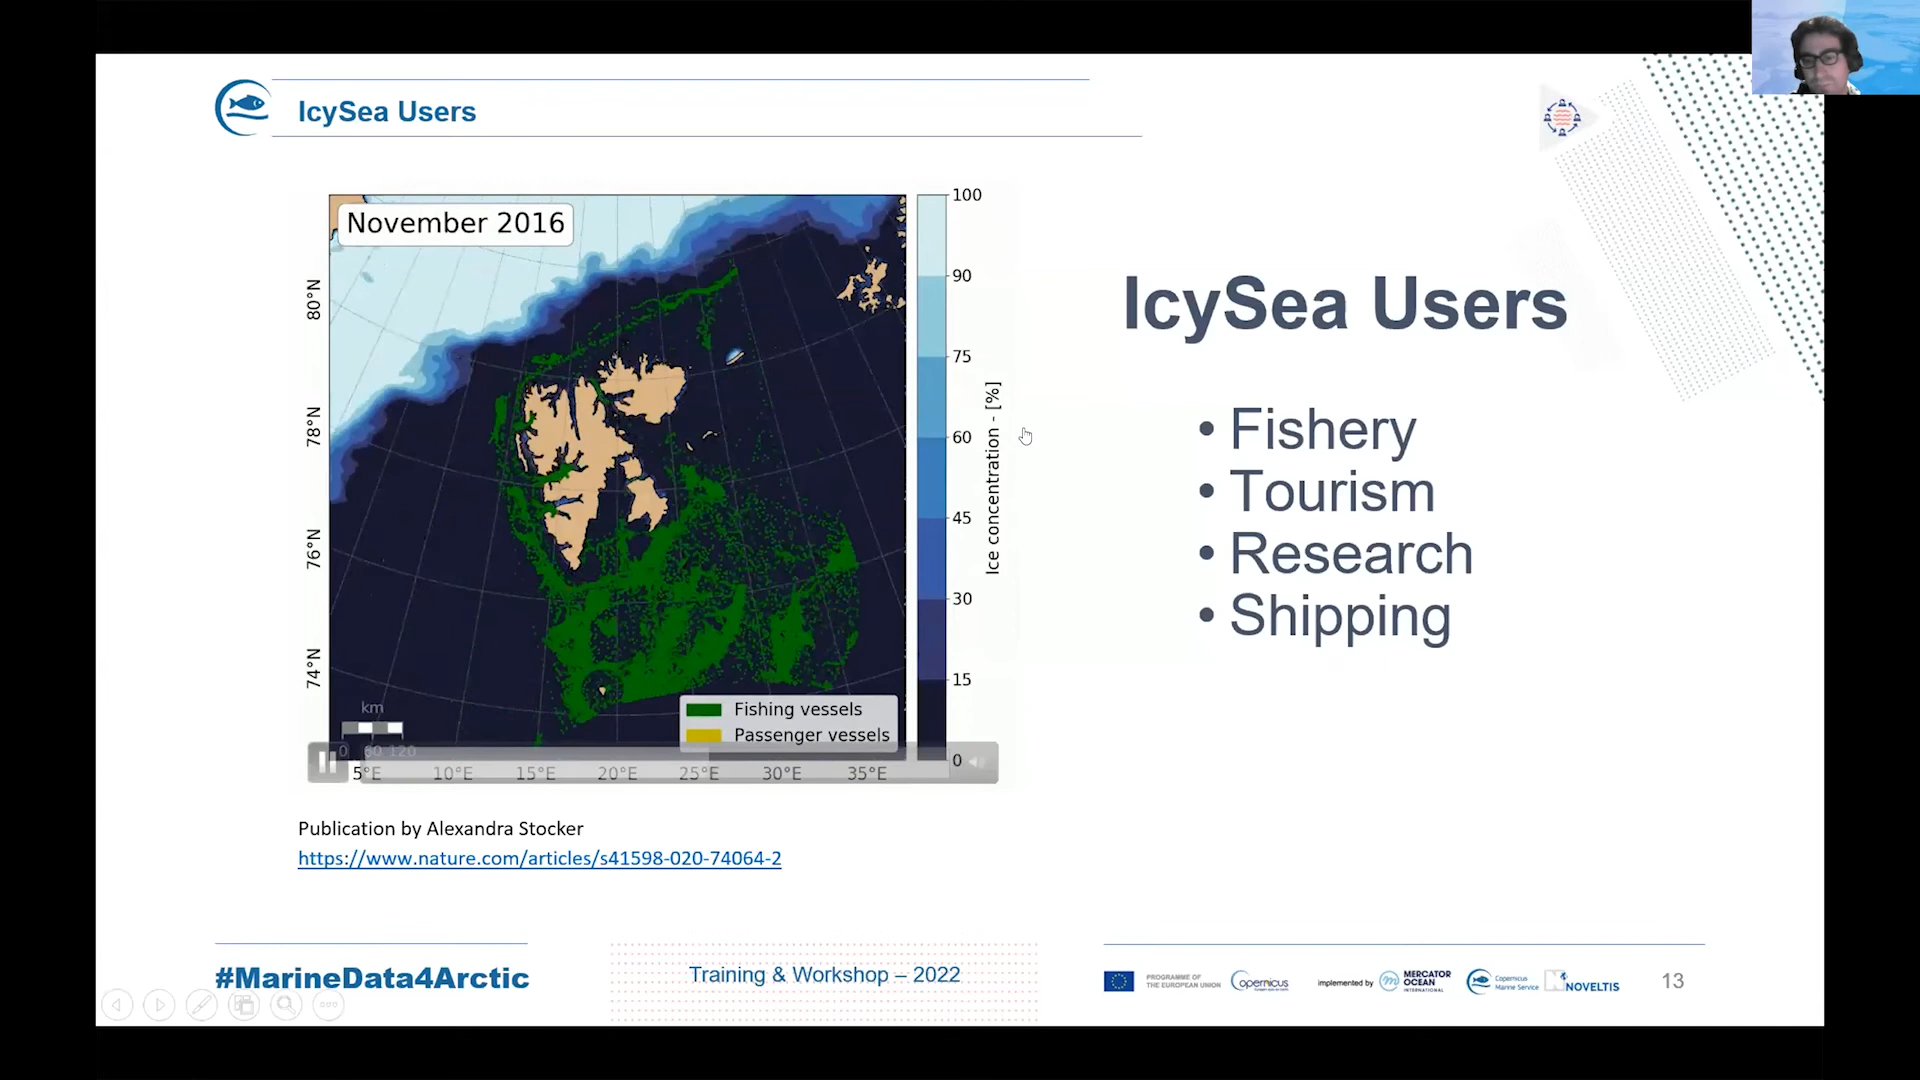 IcySea Users
November 2016
80°N
78°N
76°N
74°N
km
0 60 120
5°E 10°E 15°E 20°E 25°E 30°E 35°E
Fishing vessels
Passenger vessels
100
90
75
60
45
30
15
0
Ice concentration - [%]
IcySea Users
• Fishery
• Tourism
• Research
• Shipping
Publication by Alexandra Stocker
https://www.nature.com/articles/s41598-020-74064-2
#MarineData4Arctic
Training & Workshop – 2022
PROGRAMME OF
THE EUROPEAN UNION
opernicus
implemented by
MERCATOR
OCEAN
INTERNATIONAL
Copernicus
Marine Service
NOVELTIS
13